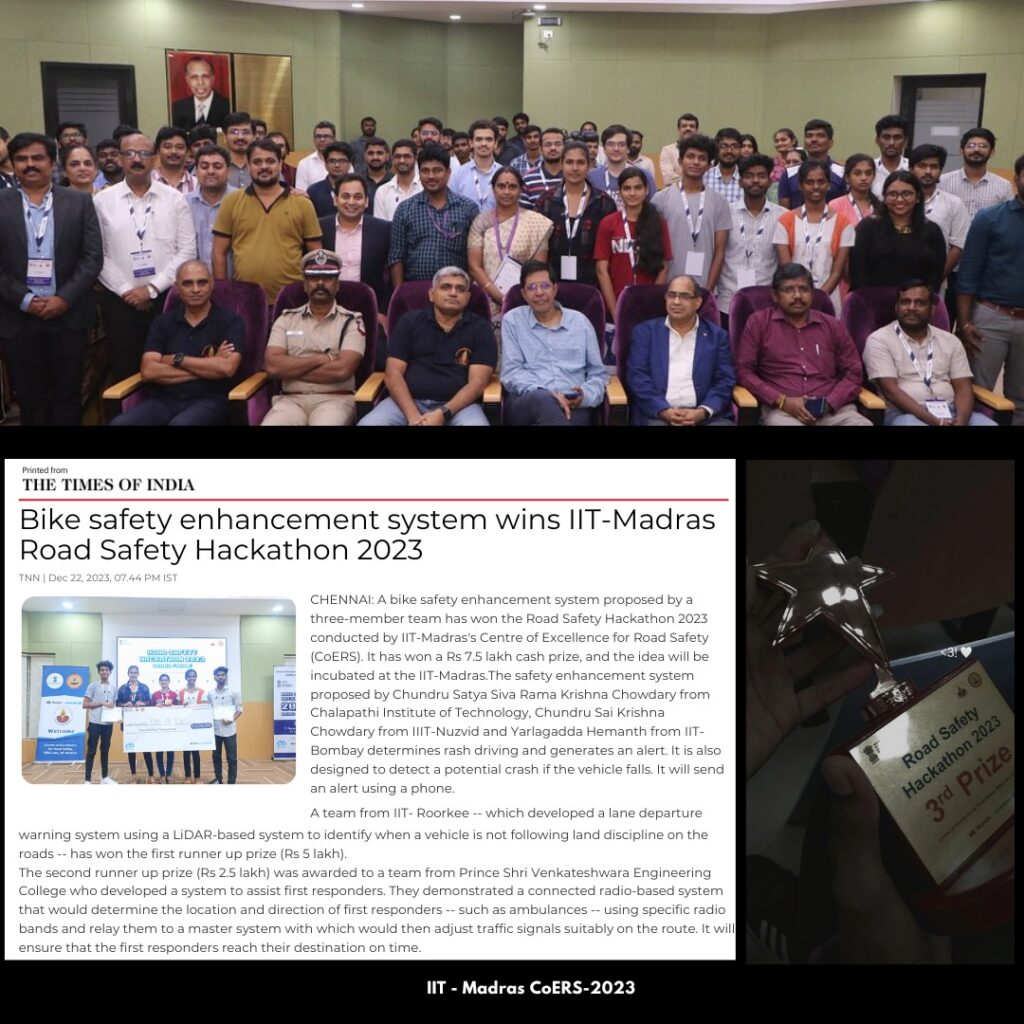 Printed from
THE TIMES OF INDIA
Bike safety enhancement system wins IIT-Madras
Road Safety Hackathon 2023
TNN | Dec 22, 2023, 07.44 PM IST
CHENNAI: A bike safety enhancement system proposed by a
three-member team has won the Road Safety Hackathon 2023
conducted by IIT-Madras's Centre of Excellence for Road Safety
(CoERS). It has won a Rs 7.5 lakh cash prize, and the idea will be
incubated at the IIT-Madras.The safety enhancement system
proposed by Chundru Satya Siva Rama Krishna Chowdary from
Chalapathi Institute of Technology, Chundru Sai Krishna
Chowdary from IIIT-Nuzvid and Yarlagadda Hemanth from IIT-
Bombay determines rash driving and generates an alert. It is also
designed to detect a potential crash if the vehicle falls. It will send
an alert using a phone.
A team from IIT- Roorkee -- which developed a lane departure
warning system using a LiDAR-based system to identify when a vehicle is not following land discipline on the
roads -- has won the first runner up prize (Rs 5 lakh).
The second runner up prize (Rs 2.5 lakh) was awarded to a team from Prince Shri Venkateshwara Engineering
College who developed a system to assist first responders. They demonstrated a connected radio-based system
that would determine the location and direction of first responders -- such as ambulances -- using specific radio
bands and relay them to a master system with which would then adjust traffic signals suitably on the route. It will
ensure that the first responders reach their destination on time.
ROAD SAFETY
HACKATHON 2023
Welcome
<3!
Road Safety
Hackathon 2023
3rd Prize
IIT - Madras CoERS-2023